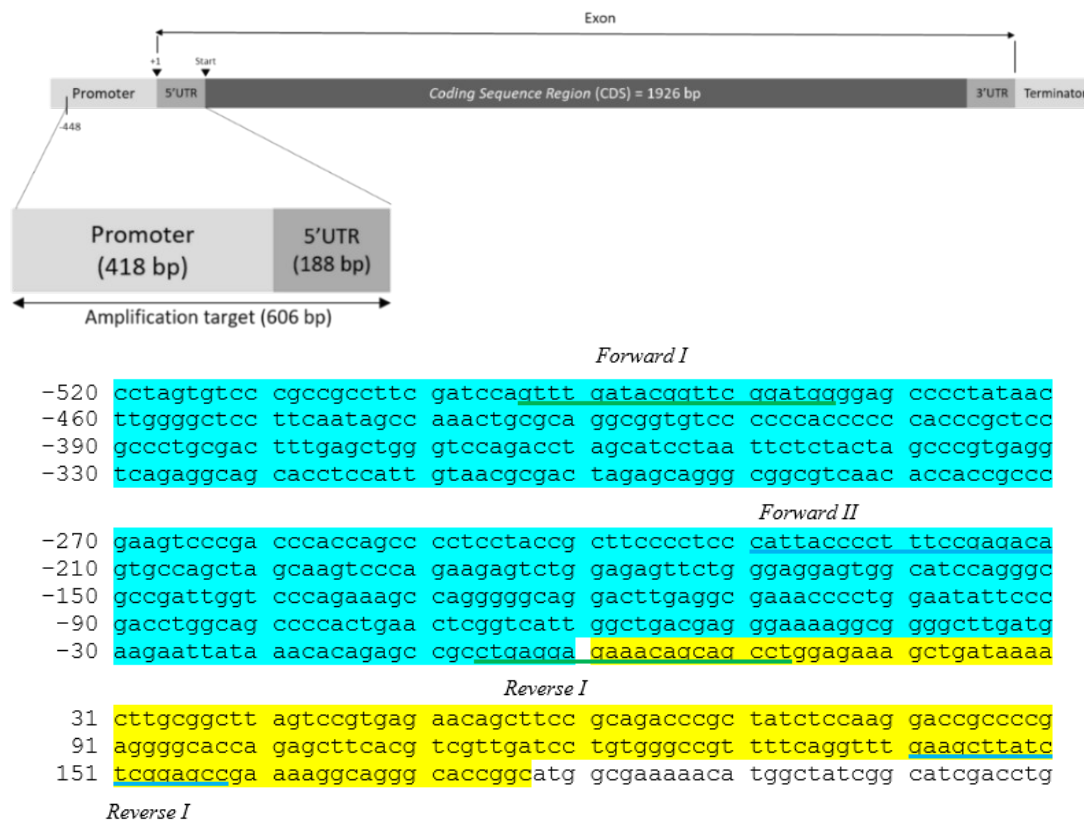 Exon
+1 Start
Promoter 5'UTR Coding Sequence Region (CDS) = 1926 bp 3'UTR Terminator
-448
Promoter 5'UTR
(418 bp) (188 bp)
Amplification target (606 bp)
Forward I
-520 cctagtgtcc cgccgccttc gatccagttt gatacggttc ggatggggag cccctataac
-460 ttggggctcc ttcaatagcc aaactgcgca ggcggtgtcc ccccaccccc cacccgctcc
-390 gccctgcgac tttgagctgg gtccagacct agcatcctaa ttctctacta gcccgtgagg
-330 tcagaggcag cacctccatt gtaacgcgac tagagcaggg cggcgtcaac accaccgccc
Forward II
-270 gaagtcccga cccaccagcc cctcctaccg cttcccctcc cattacccct ttccgagaca
-210 gtgccagcta gcaagtccca gaagagtctg gagagttctg ggaggagtgg catccagggc
-150 gccgattggt cccagaaagc cagggggcag gacttgaggc gaaacccctg gaatattccc
-90 gacctggcag ccccactgaac tcggtcatt ggctgacgag ggaaaaggcg gggcttgatg
-30 aagaattata aacacagagcc cgcctgagga gaaacagcag cctggagaaa gctgataaaa
Reverse I
31 cttgcggctt agtccgtgag aacagcttcc gcagacccgc tatctccaag gaccgccccg
91 aggggcacca gagcttcacg tcgttgatcc tgtgggccgt tttcaggttt gaagcttatc
151 tcggagccga aaaggcaggg caccggcatg gcgaaaaaca tggctatcgg catcgacctg
Reverse I